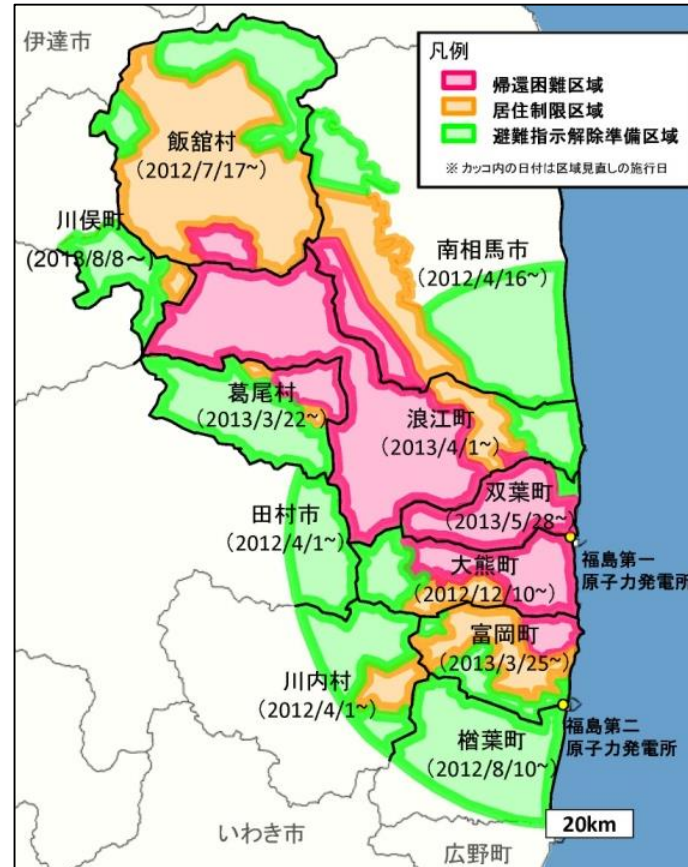 伊達市
凡例
帰還困難区域
居住制限区域
避難指示解除準備区域
※ カッコ内の日付は区域見直しの施行日
飯舘村
(2012/7/17~)
川俣町
(2013/8/8~)
南相馬市
(2012/4/16~)
葛尾村
(2013/3/22~)
浪江町
(2013/4/1~)
双葉町
(2013/5/28~)
田村市
(2012/4/1~)
福島第一
原子力発電所
大熊町
(2012/12/10~)
富岡町
(2013/3/25~)
川内村
(2012/4/1~)
福島第二
原子力発電所
楢葉町
(2012/8/10~)
20km
いわき市
広野町